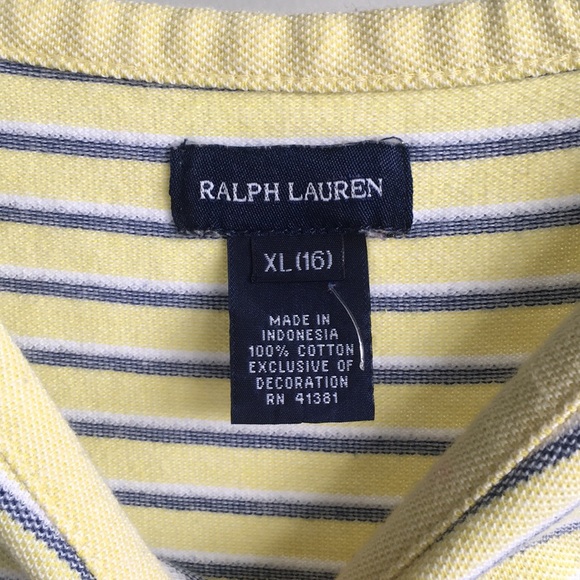 RALPH LAUREN
XL (16)
MADE IN
INDONESIA
100% COTTON
EXCLUSIVE OF
DECORATION
RN 41381